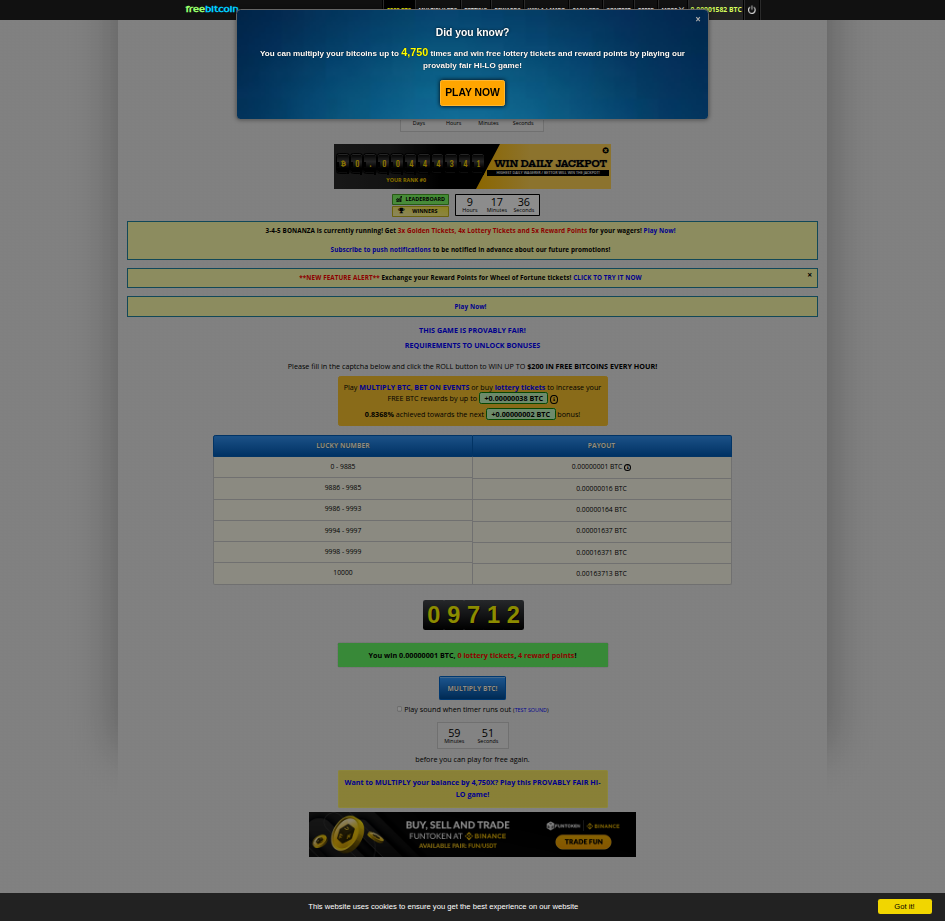 freebitcoin
0.00001582 BTC
×
Did you know?
You can multiply your bitcoins up to 4,750 times and win free lottery tickets and reward points by playing our
provably fair HI-LO game!
PLAY NOW
Days Hours Minutes Seconds
WIN DAILY JACKPOT
HIGHEST DAILY WAGERER / BETTOR WILL WIN THE JACKPOT
YOUR RANK #0
LEADERBOARD
WINNERS
9 17 36
Hours Minutes Seconds
3-4-5 BONANZA is currently running! Get 3x Golden Tickets, 4x Lottery Tickets and 5x Reward Points for your wagers! Play Now!
Subscribe to push notifications to be notified in advance about our future promotions!
**NEW FEATURE ALERT** Exchange your Reward Points for Wheel of Fortune tickets! CLICK TO TRY IT NOW
×
Play Now!
THIS GAME IS PROVABLY FAIR!
REQUIREMENTS TO UNLOCK BONUSES
Please fill in the captcha below and click the ROLL button to WIN UP TO $200 IN FREE BITCOINS EVERY HOUR!
Play MULTIPLY BTC, BET ON EVENTS or buy lottery tickets to increase your
FREE BTC rewards by up to +0.00000038 BTC
0.8368% achieved towards the next +0.00000002 BTC bonus!
LUCKY NUMBER PAYOUT
0 - 9885 0.00000001 BTC
9886 - 9985 0.00000016 BTC
9986 - 9993 0.00000164 BTC
9994 - 9997 0.00001637 BTC
9998 - 9999 0.00016371 BTC
10000 0.00163713 BTC
09712
You win 0.00000001 BTC, 0 lottery tickets, 4 reward points!
MULTIPLY BTC!
Play sound when timer runs out (TEST SOUND)
59 51
Minutes Seconds
before you can play for free again.
Want to MULTIPLY your balance by 4,750X? Play this PROVABLY FAIR HI-
LO game!
BUY, SELL AND TRADE
FUNTOKEN AT BINANCE
AVAILABLE PAIR: FUN/USDT
FUNTOKEN BINANCE
TRADE FUN
This website uses cookies to ensure you get the best experience on our website
Got it!